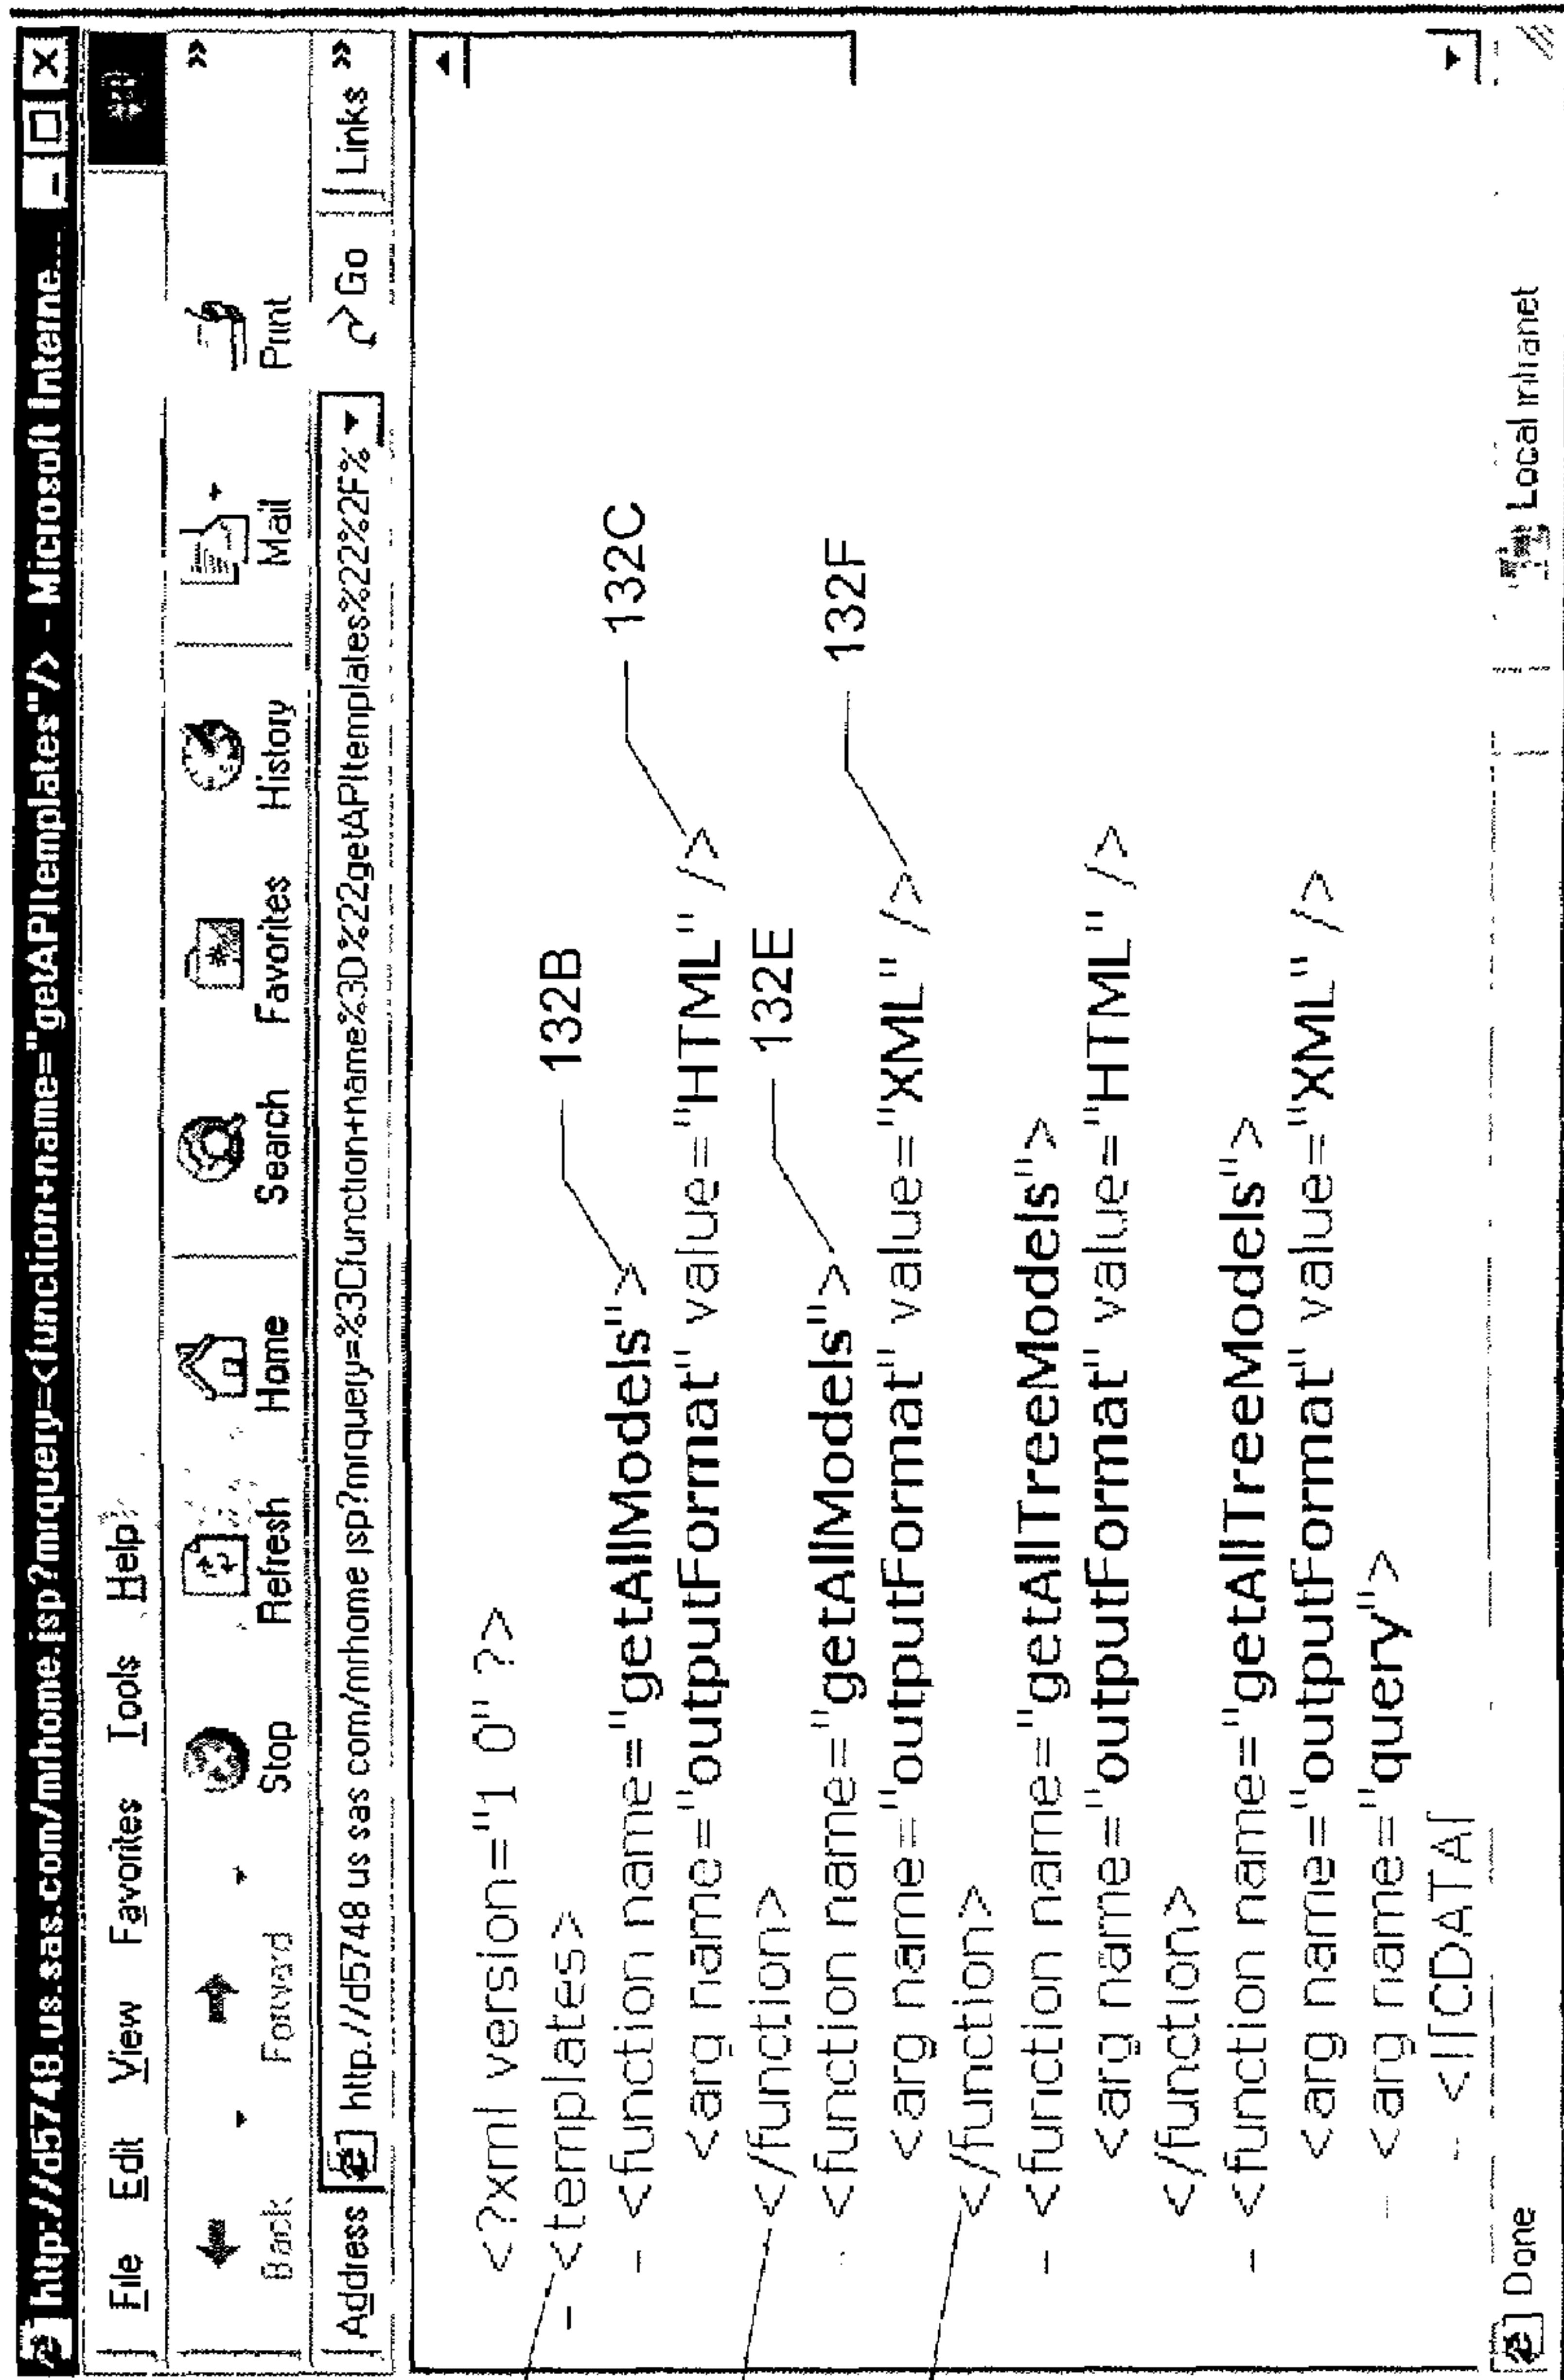 http://d5748.us.sas.com/mrhome.jsp?mrquery=<function+name="getAPItemplates"/> - Microsoft Interne...
File Edit View Favorites Tools Help
Back Forward Stop Refresh Home Search Favorites History Mail Print »
Address http://d5748 us sas com/mrhome jsp?mrquery=%3Cfunction+name%3D%22getAPItemplates%22%2F% Go Links »
<?xml version="1 0" ?>
- <templates>
132B
- <function name="getAllModels">
132C
<arg name="outputFormat" value="HTML" />
</function>
132E
- <function name="getAllModels">
132F
<arg name="outputFormat" value="XML" />
</function>
- <function name="getAllTreeModels">
<arg name="outputFormat" value="HTML" />
</function>
- <function name="getAllTreeModels">
<arg name="outputFormat" value="XML" />
- <arg name="query">
- <![CDATA[
Done Local intranet